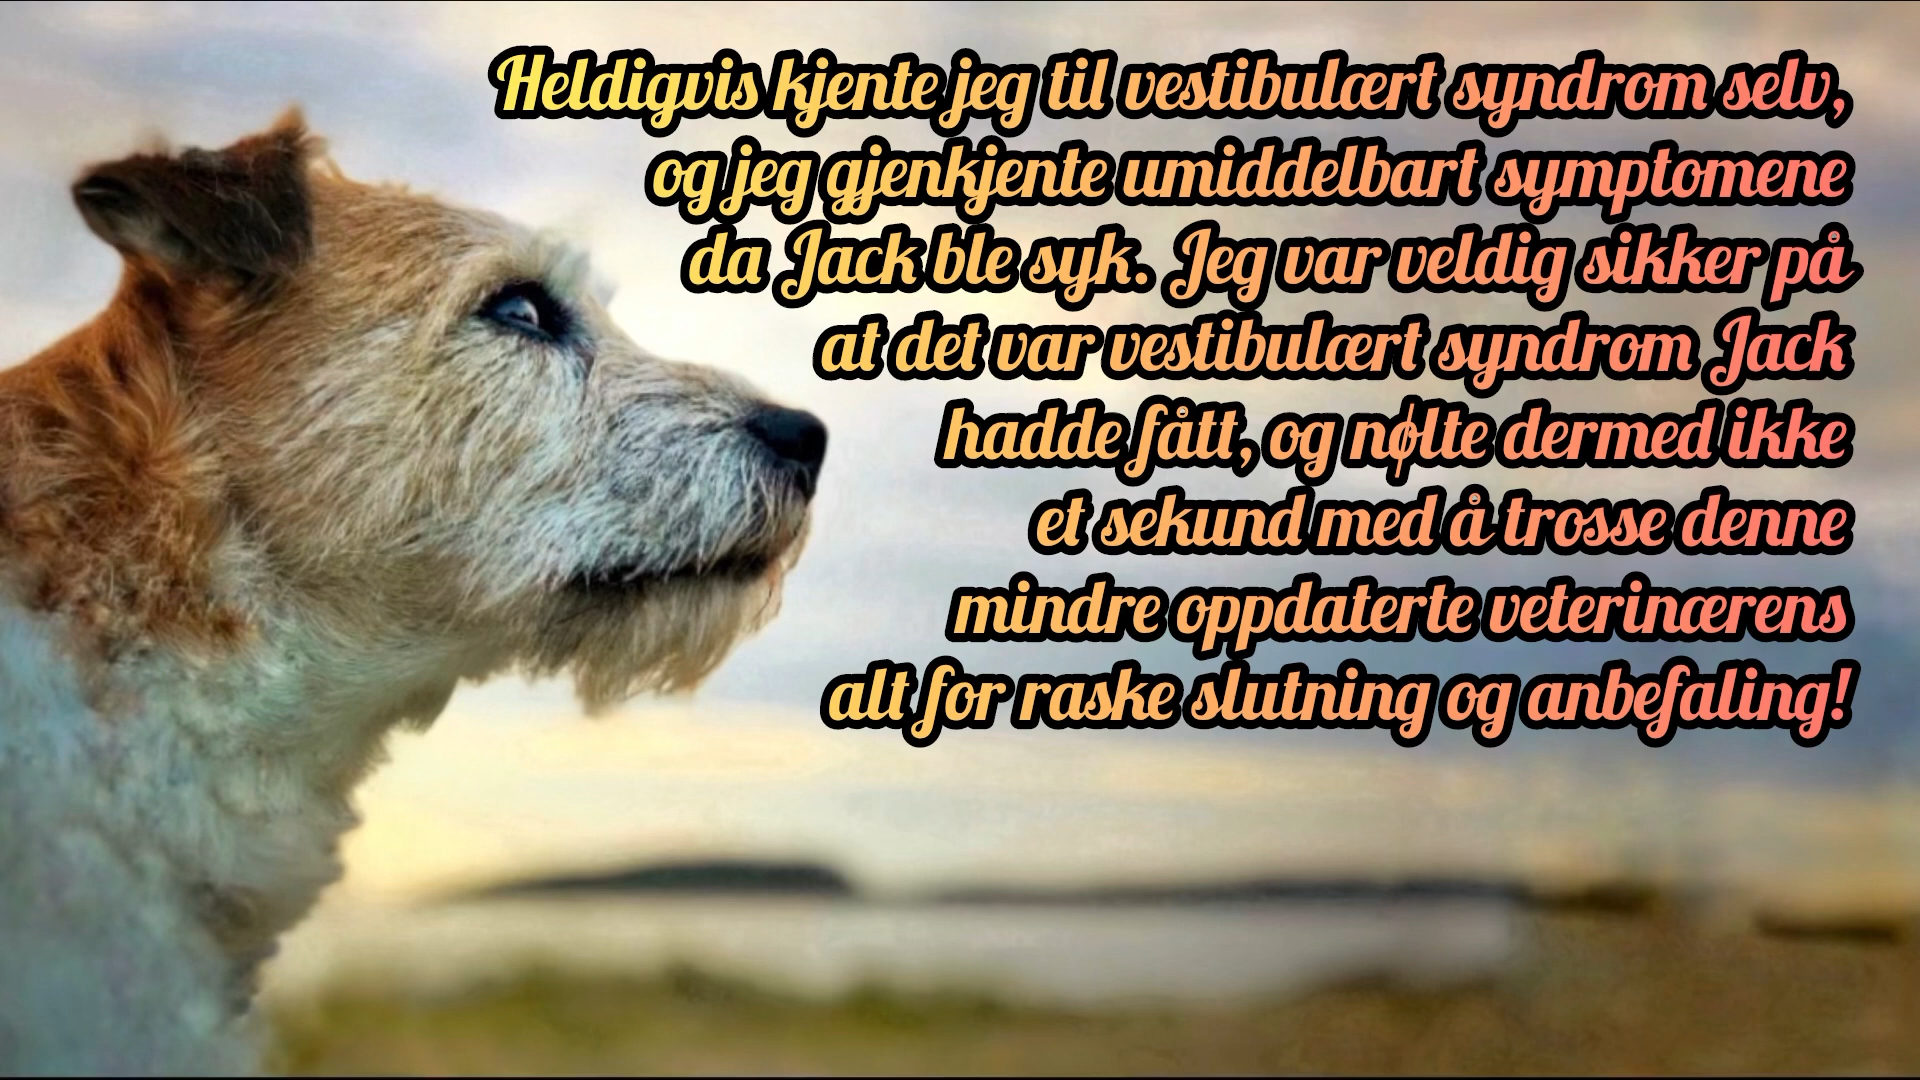 Heldigvis kjente jeg til vestibulært syndrom selv,
og jeg gjenkjente umiddelbart symptomene
da Jack ble syk. Jeg var veldig sikker på
at det var vestibulært syndrom Jack
hadde fått, og nølte dermed ikke
et sekund med å trosse denne
mindre oppdaterte veterinærens
alt for raske slutning og anbefaling!